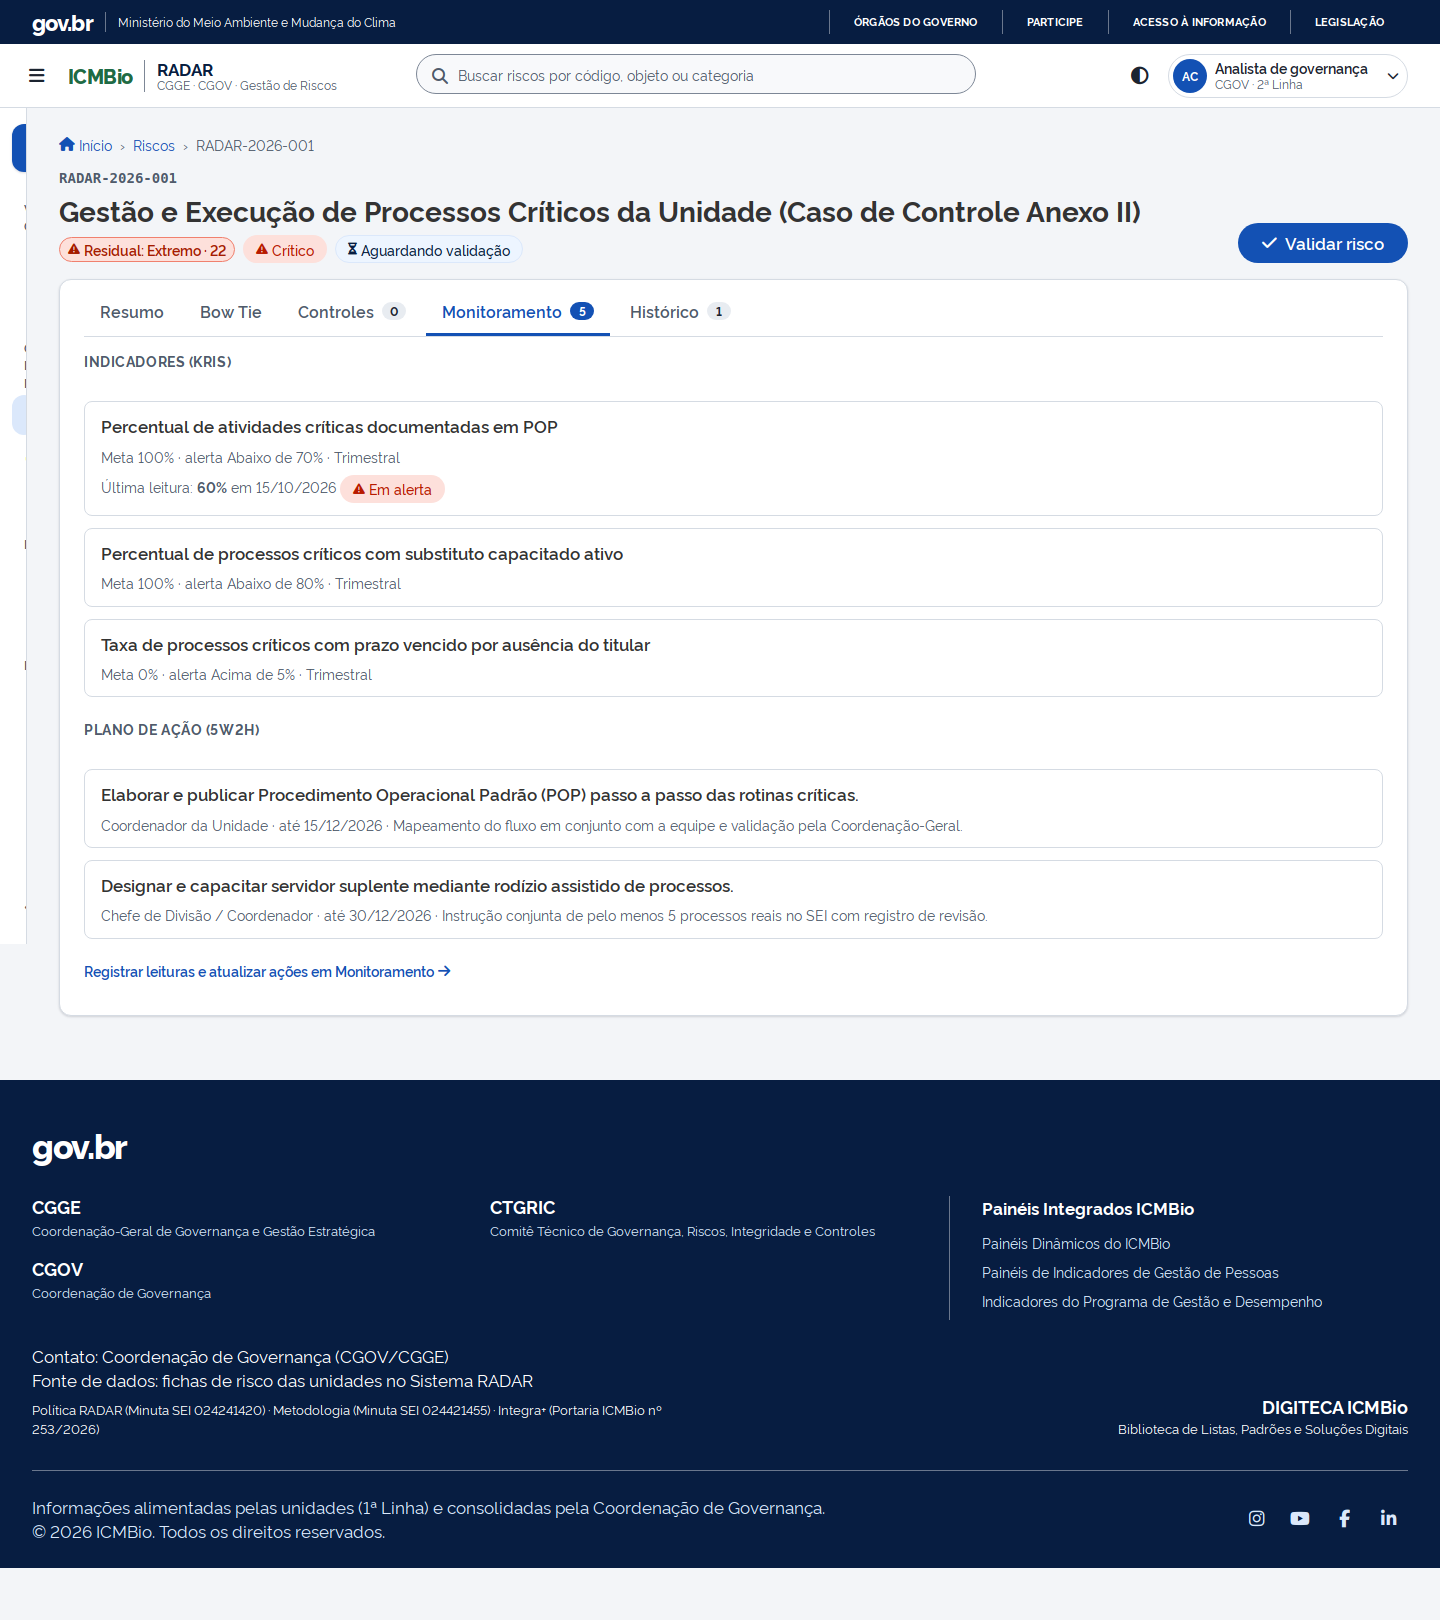 gov.br
Ministério do Meio Ambiente e Mudança do Clima
ÓRGÃOS DO GOVERNO
PARTICIPE
ACESSO À INFORMAÇÃO
LEGISLAÇÃO
ICMBio
RADAR
CGGE · CGOV · Gestão de Riscos
Buscar riscos por código, objeto ou categoria
AC
Analista de governança
CGOV · 2ª Linha
Início › Riscos › RADAR-2026-001
RADAR-2026-001
Gestão e Execução de Processos Críticos da Unidade (Caso de Controle Anexo II)
Residual: Extremo · 22
Crítico
Aguardando validação
Validar risco
Resumo
Bow Tie
Controles 0
Monitoramento 5
Histórico 1
INDICADORES (KRIS)
Percentual de atividades críticas documentadas em POP
Meta 100% · alerta Abaixo de 70% · Trimestral
Última leitura: 60% em 15/10/2026 Em alerta
Percentual de processos críticos com substituto capacitado ativo
Meta 100% · alerta Abaixo de 80% · Trimestral
Taxa de processos críticos com prazo vencido por ausência do titular
Meta 0% · alerta Acima de 5% · Trimestral
PLANO DE AÇÃO (5W2H)
Elaborar e publicar Procedimento Operacional Padrão (POP) passo a passo das rotinas críticas.
Coordenador da Unidade · até 15/12/2026 · Mapeamento do fluxo em conjunto com a equipe e validação pela Coordenação-Geral.
Designar e capacitar servidor suplente mediante rodízio assistido de processos.
Chefe de Divisão / Coordenador · até 30/12/2026 · Instrução conjunta de pelo menos 5 processos reais no SEI com registro de revisão.
Registrar leituras e atualizar ações em Monitoramento
gov.br
CGGE
Coordenação-Geral de Governança e Gestão Estratégica
CGOV
Coordenação de Governança
CTGRIC
Comitê Técnico de Governança, Riscos, Integridade e Controles
Painéis Integrados ICMBio
Painéis Dinâmicos do ICMBio
Painéis de Indicadores de Gestão de Pessoas
Indicadores do Programa de Gestão e Desempenho
Contato: Coordenação de Governança (CGOV/CGGE)
Fonte de dados: fichas de risco das unidades no Sistema RADAR
Política RADAR (Minuta SEI 024241420) · Metodologia (Minuta SEI 024421455) · Integra+ (Portaria ICMBio nº
253/2026)
DIGITECA ICMBio
Biblioteca de Listas, Padrões e Soluções Digitais
Informações alimentadas pelas unidades (1ª Linha) e consolidadas pela Coordenação de Governança.
© 2026 ICMBio. Todos os direitos reservados.